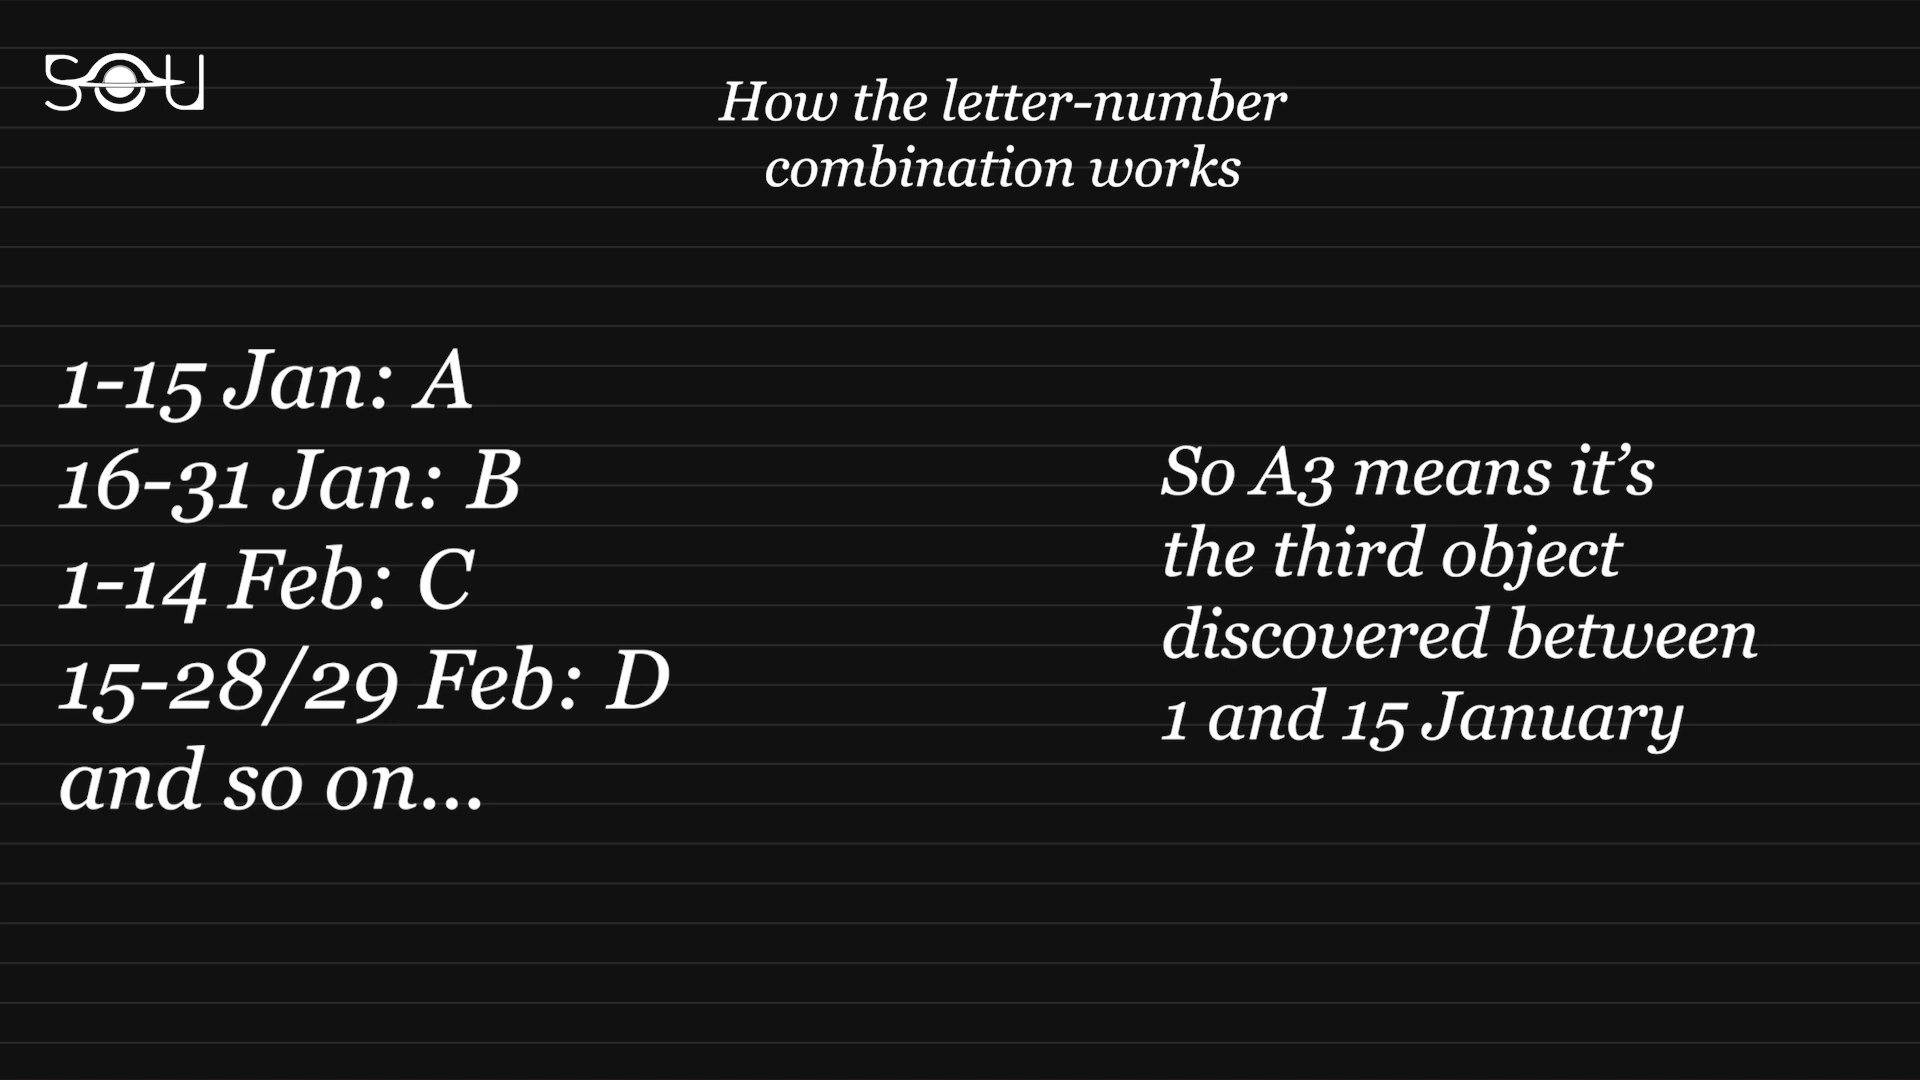 SOU
How the letter-number
combination works
1-15 Jan: A
16-31 Jan: B
1-14 Feb: C
15-28/29 Feb: D
and so on...
So A3 means it’s
the third object
discovered between
1 and 15 January